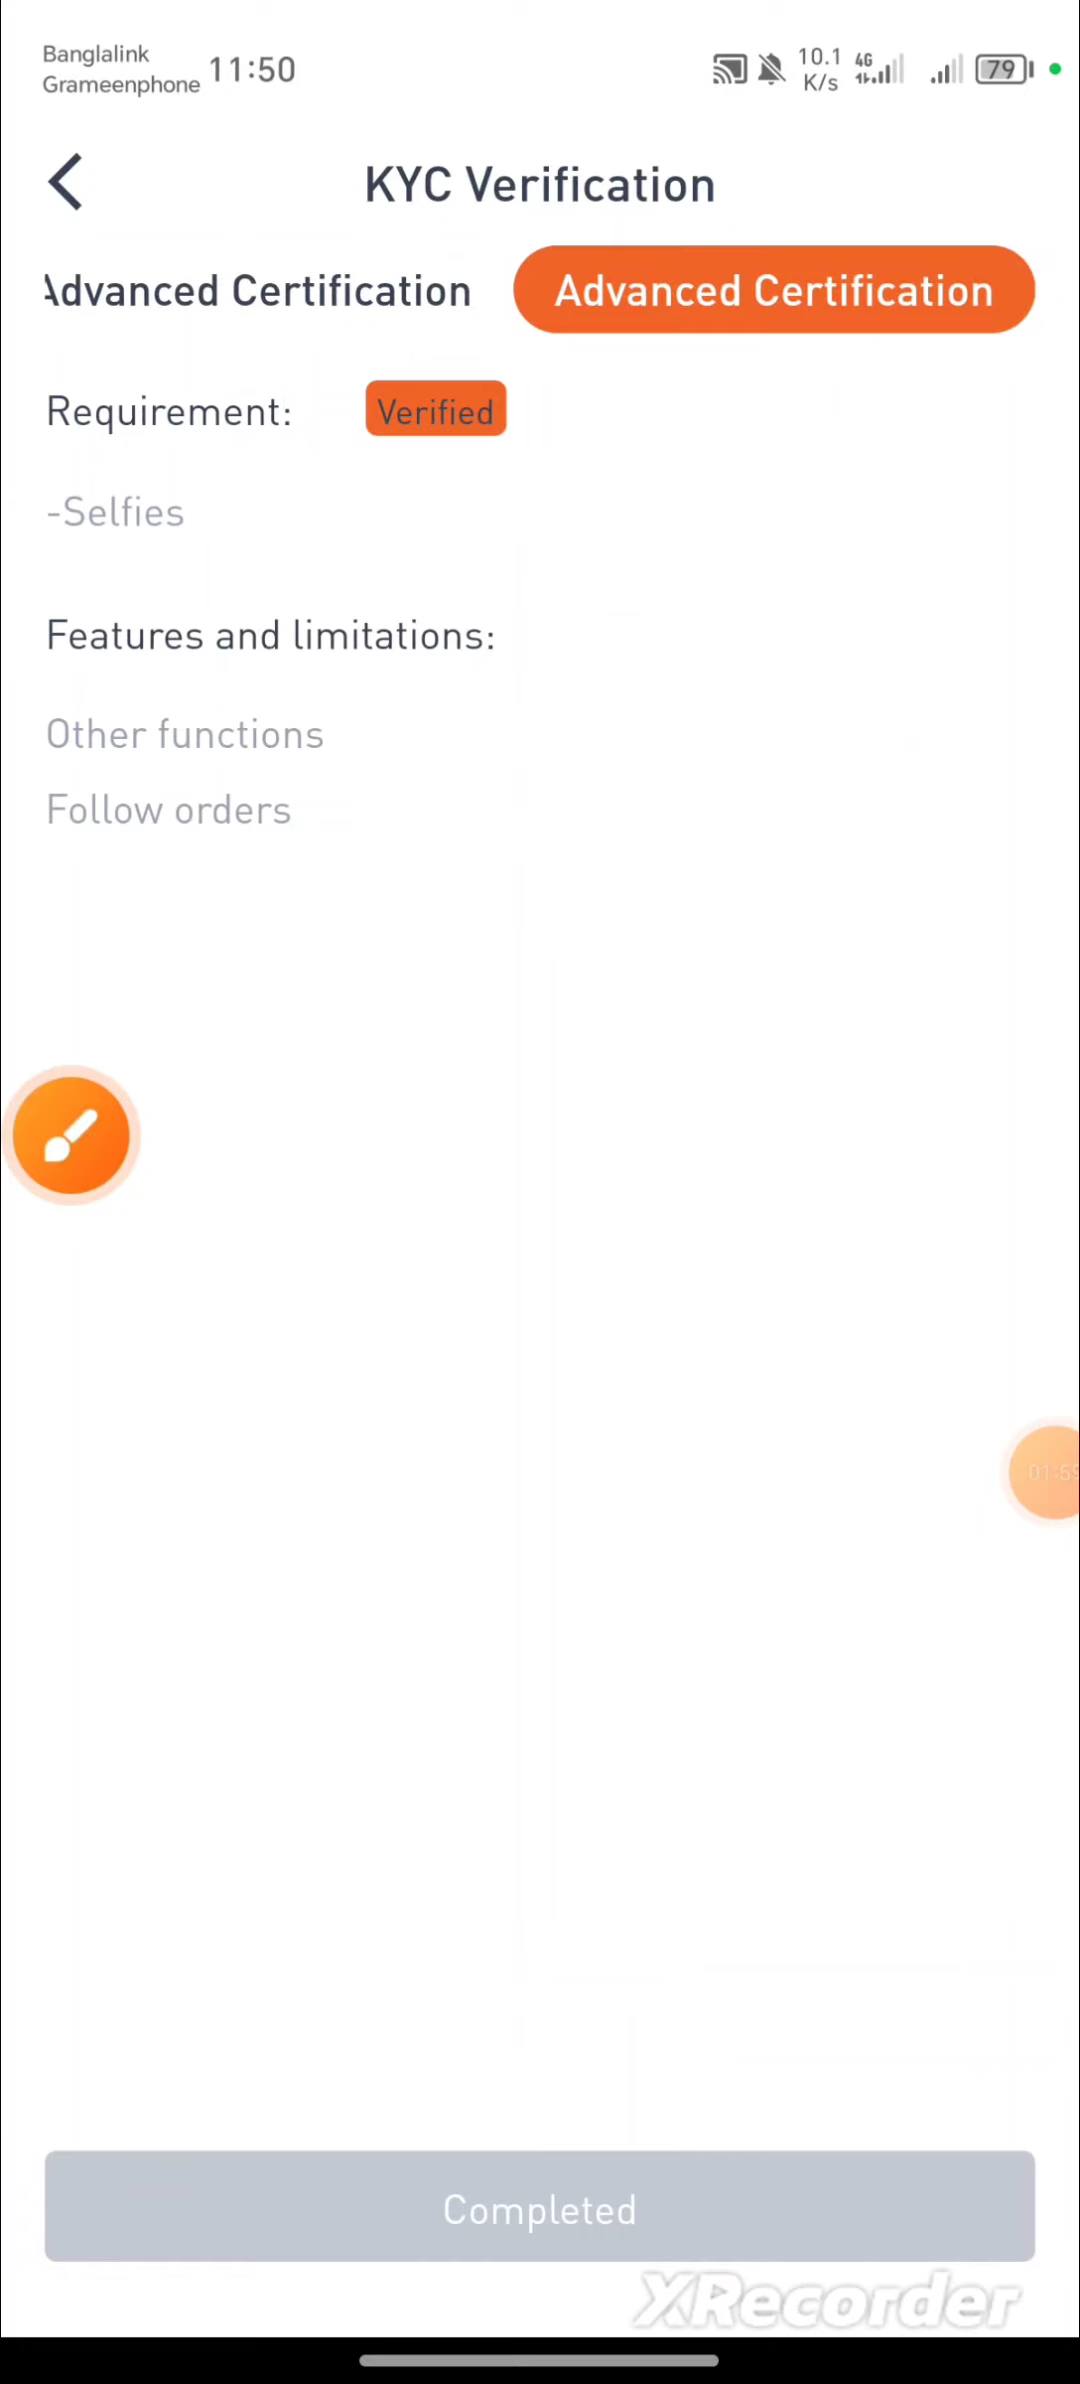 Banglalink
Grameenphone
11:50
10.1
K/s
4G
79
KYC Verification
Advanced Certification
Advanced Certification
Requirement:
Verified
-Selfies
Features and limitations:
Other functions
Follow orders
Completed
XRecorder